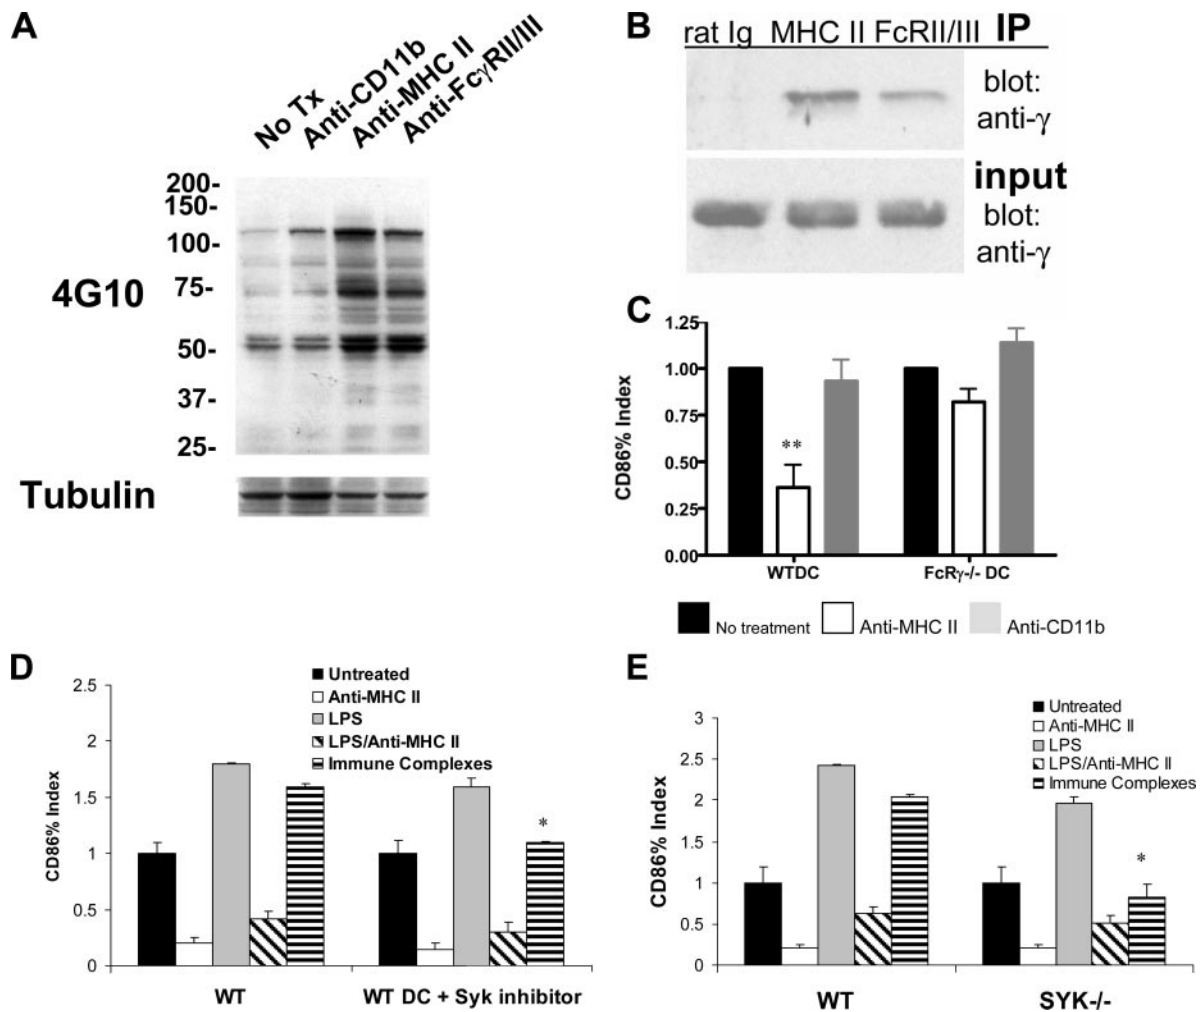 A
No Tx
Anti-CD11b
Anti-MHC II
Anti-FcγRII/III
200-
150-
100-
75-
50-
37-
25-
4G10
Tubulin
B
rat Ig MHC II FcRII/III IP
blot:
anti-γ
input
blot:
anti-γ
C
CD86% Index
1.25
1.00
0.75
0.50
0.25
0.00
**
WTDC
FcRγ-/- DC
No treatment
Anti-MHC II
Anti-CD11b
D
CD86% Index
2.5
2
1.5
1
0.5
0
Untreated
Anti-MHC II
LPS
LPS/Anti-MHC II
Immune Complexes
*
WT
WT DC + Syk inhibitor
E
CD86% Index
3
2.5
2
1.5
1
0.5
0
Untreated
Anti-MHC II
LPS
LPS/Anti-MHC II
Immune Complexes
*
WT
SYK-/-